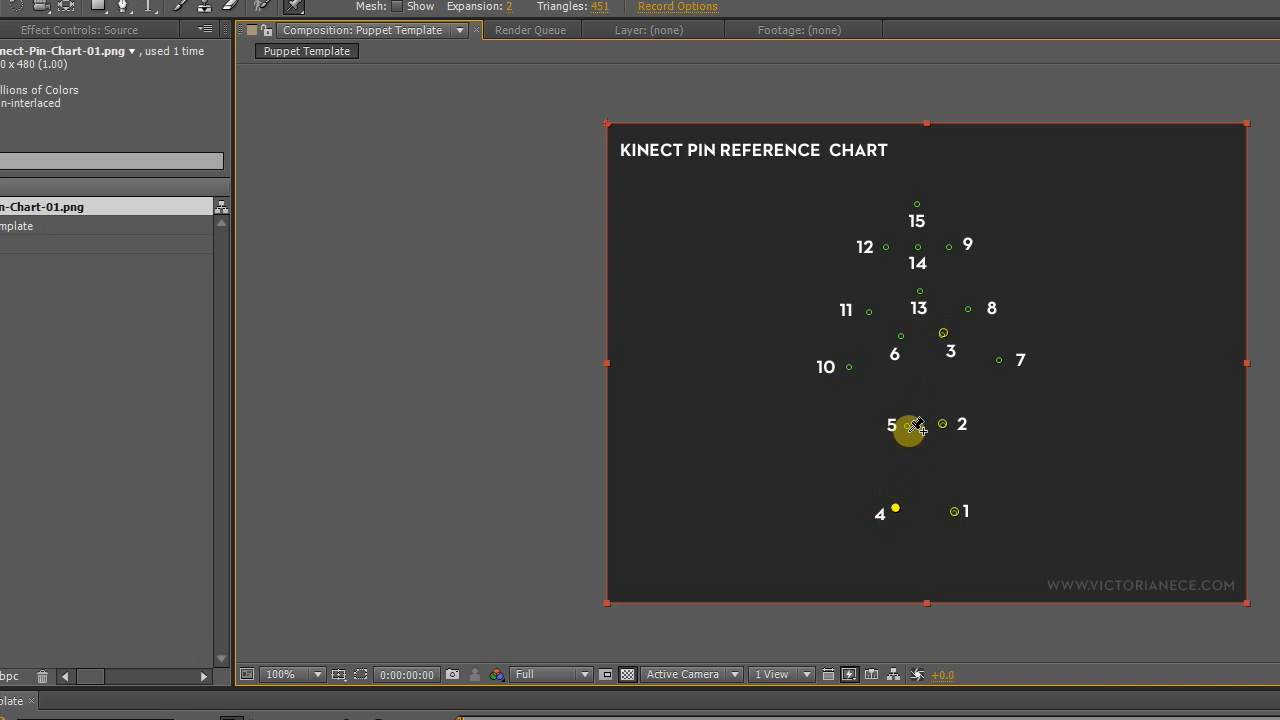 Mesh: Show Expansion: 2 Triangles: 451 Record Options
Effect Controls: Source
Composition: Puppet Template
Render Queue
Layer: (none)
Footage: (none)
nect-Pin-Chart-01.png ▾ , used 1 time
0 x 480 (1.00)
Puppet Template
llions of Colors
n-interlaced
n-Chart-01.png
mplate
KINECT PIN REFERENCE CHART
15
12
9
14
11
13
8
6
3
10
7
5
2
4
1
WWW.VICTORIANECE.COM
bpc
100%
0:00:00:00
Full
Active Camera
1 View
+0.0
plate ×